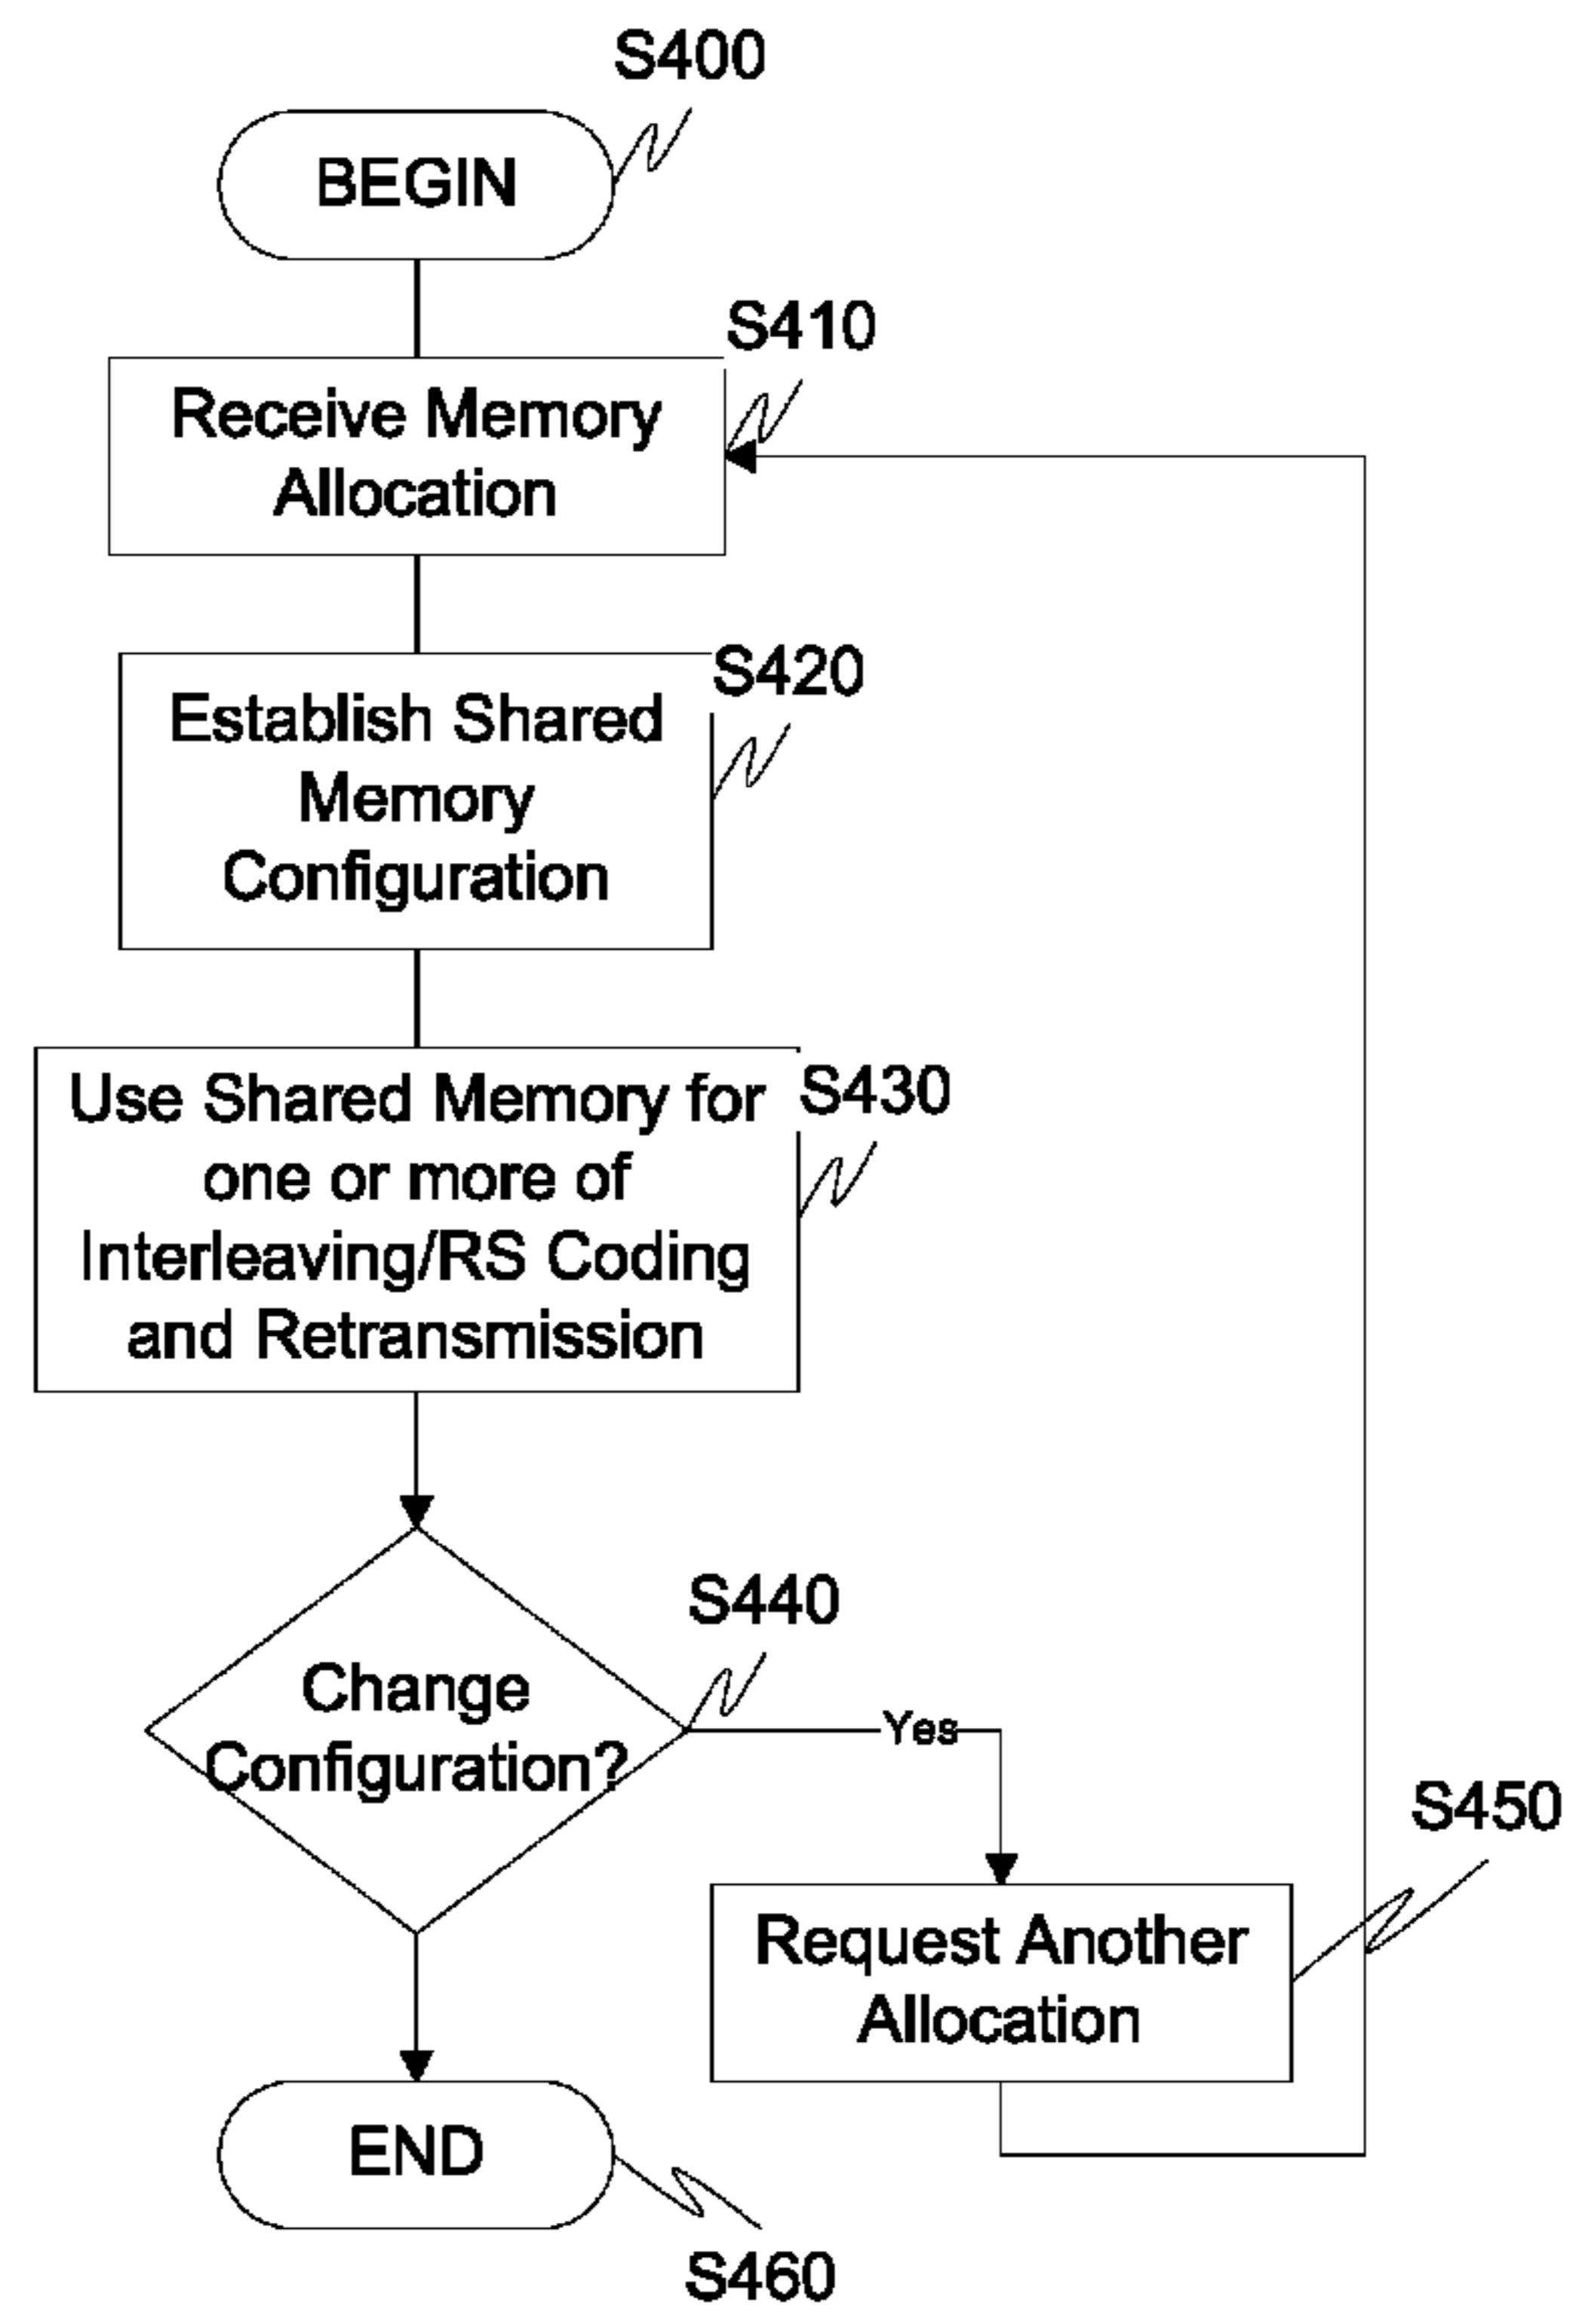 S400
BEGIN
S410
Receive Memory
Allocation
S420
Establish Shared
Memory
Configuration
S430
Use Shared Memory for
one or more of
Interleaving/RS Coding
and Retransmission
S440
Change
Configuration?
Yes
S450
Request Another
Allocation
END
S460